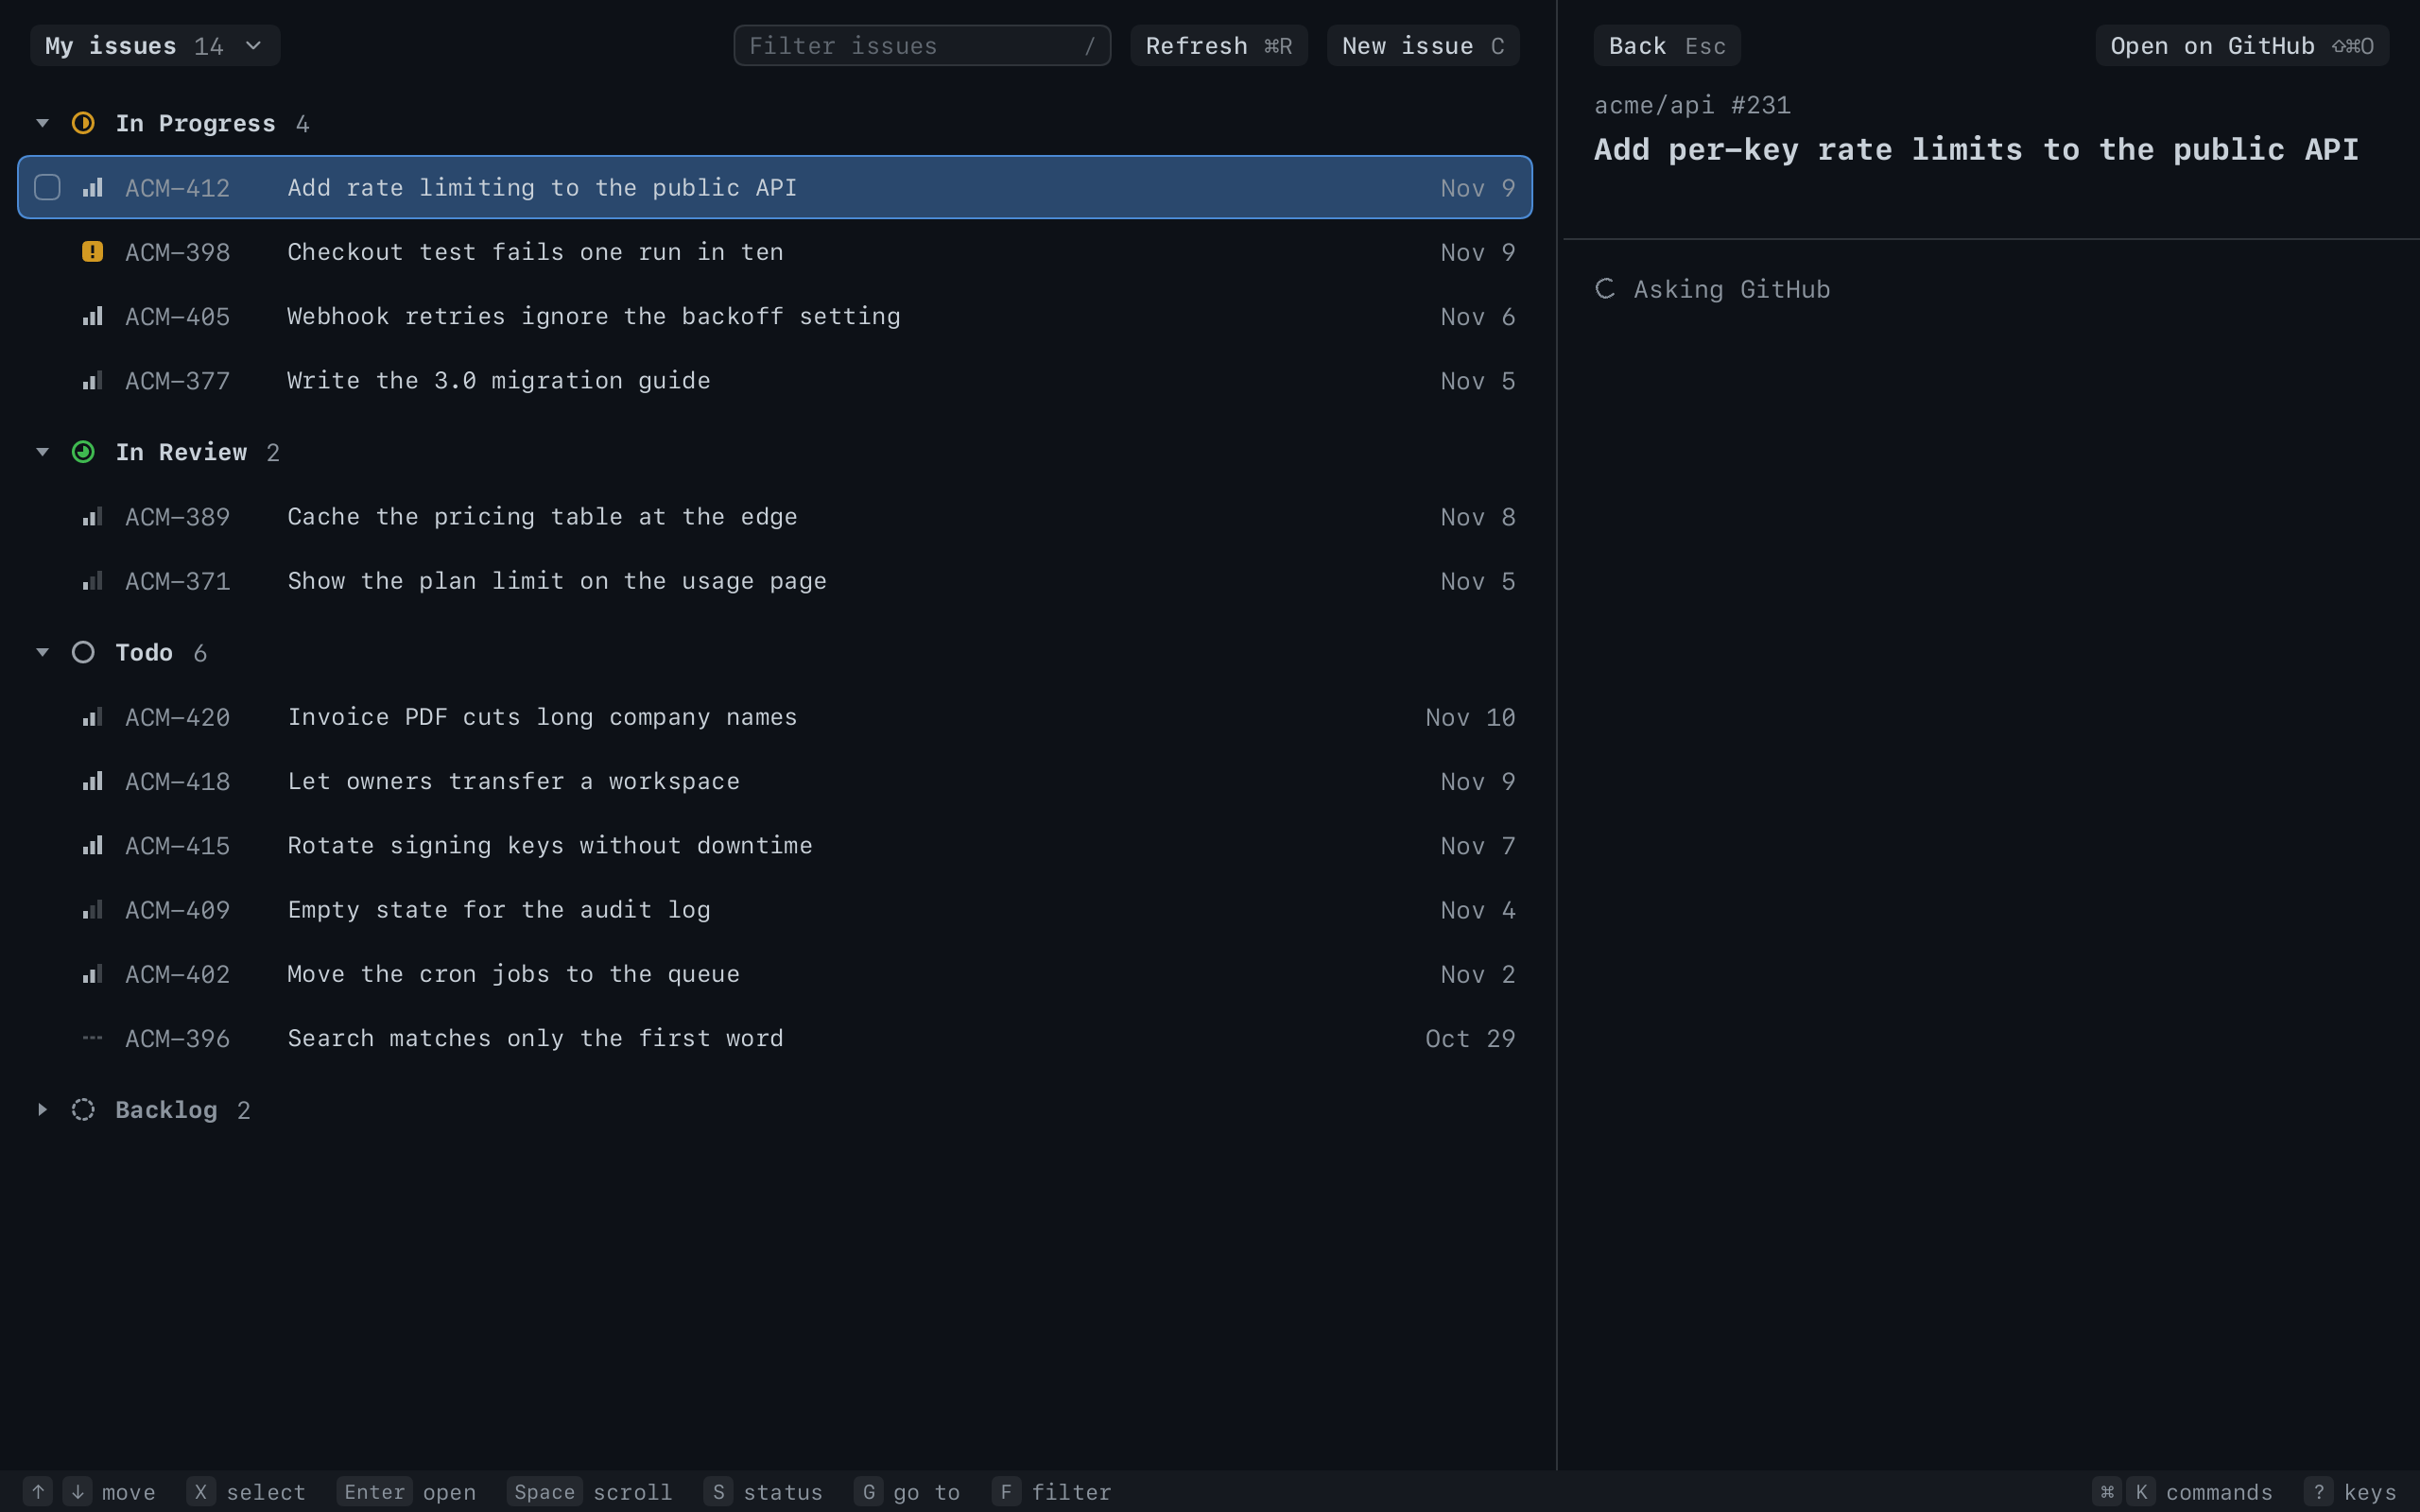 My issues 14
Filter issues /
Refresh ⌘R
New issue C
In Progress 4
ACM-412 Add rate limiting to the public API Nov 9
ACM-398 Checkout test fails one run in ten Nov 9
ACM-405 Webhook retries ignore the backoff setting Nov 6
ACM-377 Write the 3.0 migration guide Nov 5
In Review 2
ACM-389 Cache the pricing table at the edge Nov 8
ACM-371 Show the plan limit on the usage page Nov 5
Todo 6
ACM-420 Invoice PDF cuts long company names Nov 10
ACM-418 Let owners transfer a workspace Nov 9
ACM-415 Rotate signing keys without downtime Nov 7
ACM-409 Empty state for the audit log Nov 4
ACM-402 Move the cron jobs to the queue Nov 2
ACM-396 Search matches only the first word Oct 29
Backlog 2
Back Esc
Open on GitHub ⇧⌘O
acme/api #231
Add per-key rate limits to the public API
Asking GitHub
↑ ↓ move X select Enter open Space scroll S status G go to F filter ⌘ K commands ? keys